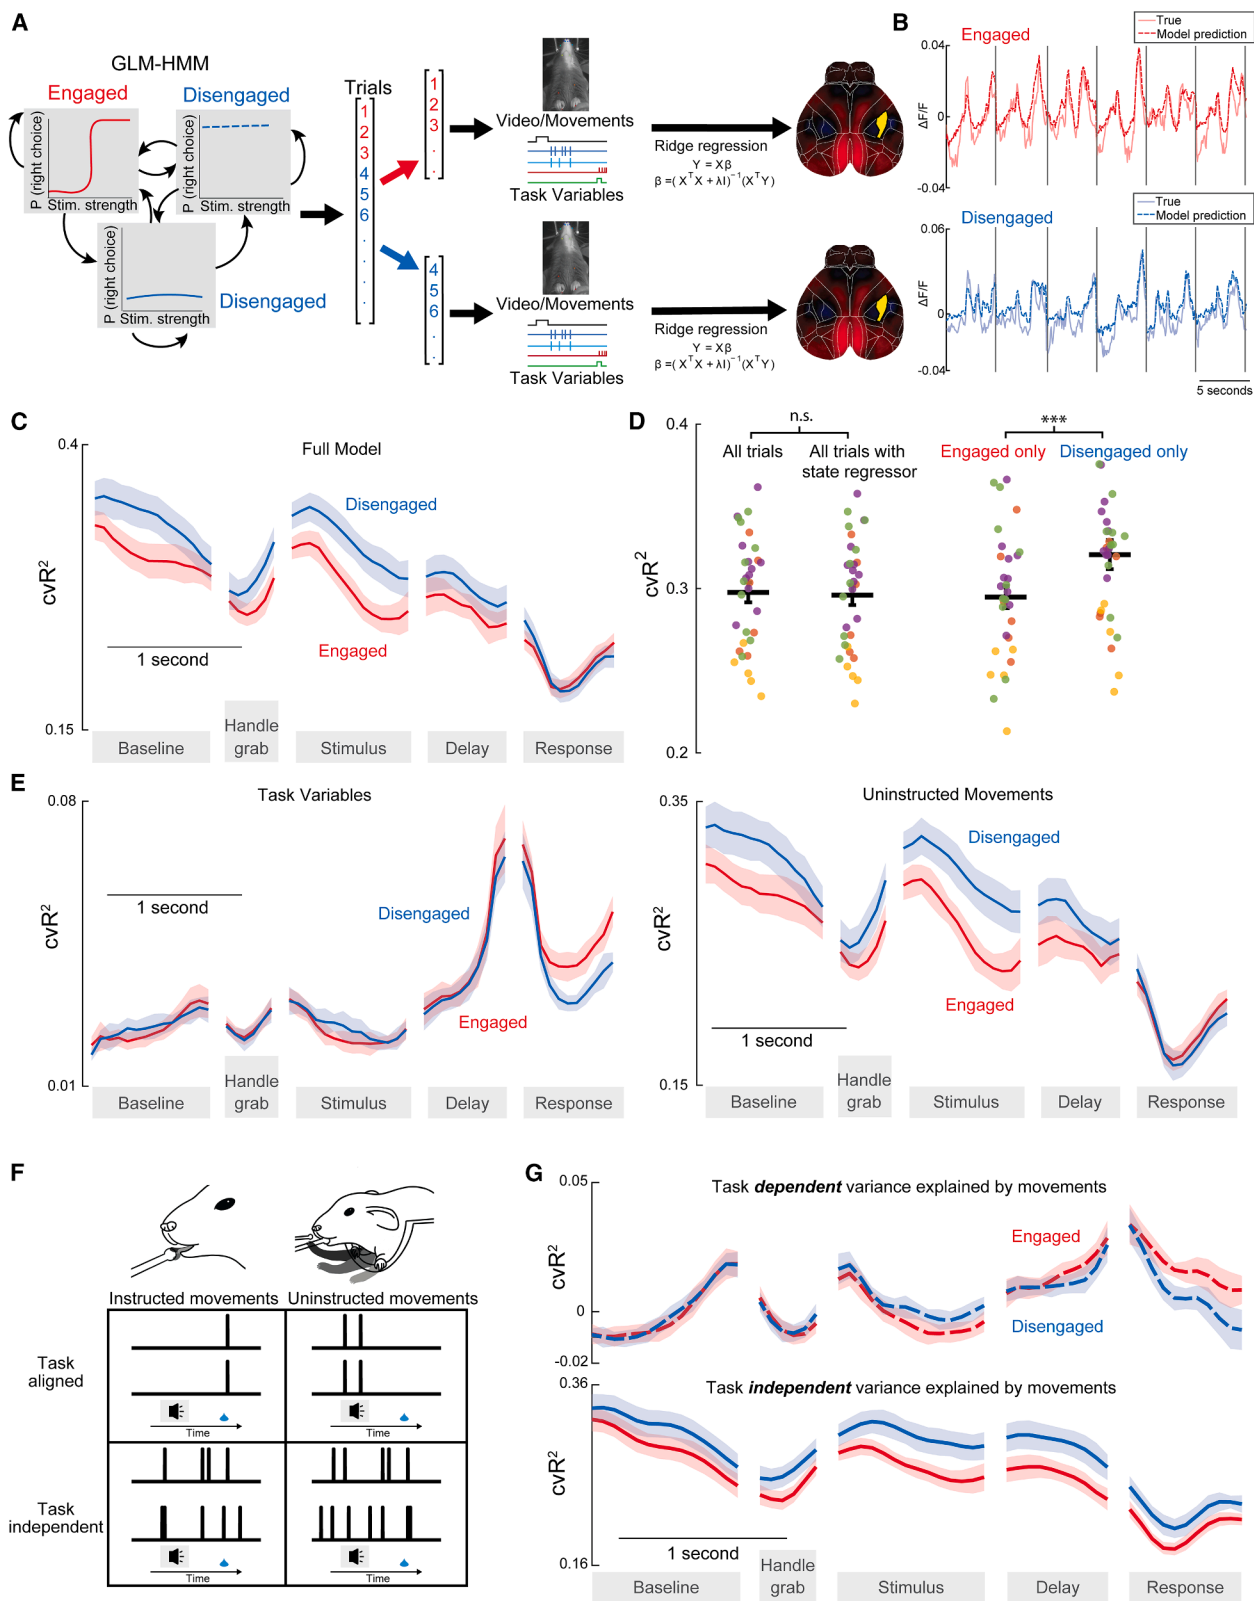 A
GLM-HMM
Engaged
Disengaged
P (right choice)
Stim. strength
P (right choice)
Stim. strength
P (right choice)
Stim. strength
Disengaged
Trials
1
2
3
4
5
6
.
.
.
1
2
3
.
.
4
5
6
.
.
Video/Movements
Task Variables
Ridge regression
Y = Xβ
β =( XᵀX + λI)⁻¹(XᵀY)
Video/Movements
Task Variables
Ridge regression
Y = Xβ
β =( XᵀX + λI)⁻¹(XᵀY)
B
Engaged
True
Model prediction
0.04
0
-0.04
ΔF/F
Disengaged
True
Model prediction
0.06
0
-0.04
ΔF/F
5 seconds
C
Full Model
0.4
0.15
cvR²
Disengaged
Engaged
1 second
Baseline
Handle
grab
Stimulus
Delay
Response
D
0.4
0.3
0.2
cvR²
n.s.
All trials
All trials with
state regressor
***
Engaged only
Disengaged only
E
Task Variables
0.08
0.01
cvR²
1 second
Disengaged
Engaged
Baseline
Handle
grab
Stimulus
Delay
Response
Uninstructed Movements
0.35
0.15
cvR²
Disengaged
Engaged
1 second
Baseline
Handle
grab
Stimulus
Delay
Response
F
Instructed movements
Uninstructed movements
Task
aligned
Time
Time
Task
independent
Time
Time
G
Task dependent variance explained by movements
0.05
0
-0.02
cvR²
Engaged
Disengaged
Task independent variance explained by movements
0.36
0.16
cvR²
1 second
Baseline
Handle
grab
Stimulus
Delay
Response